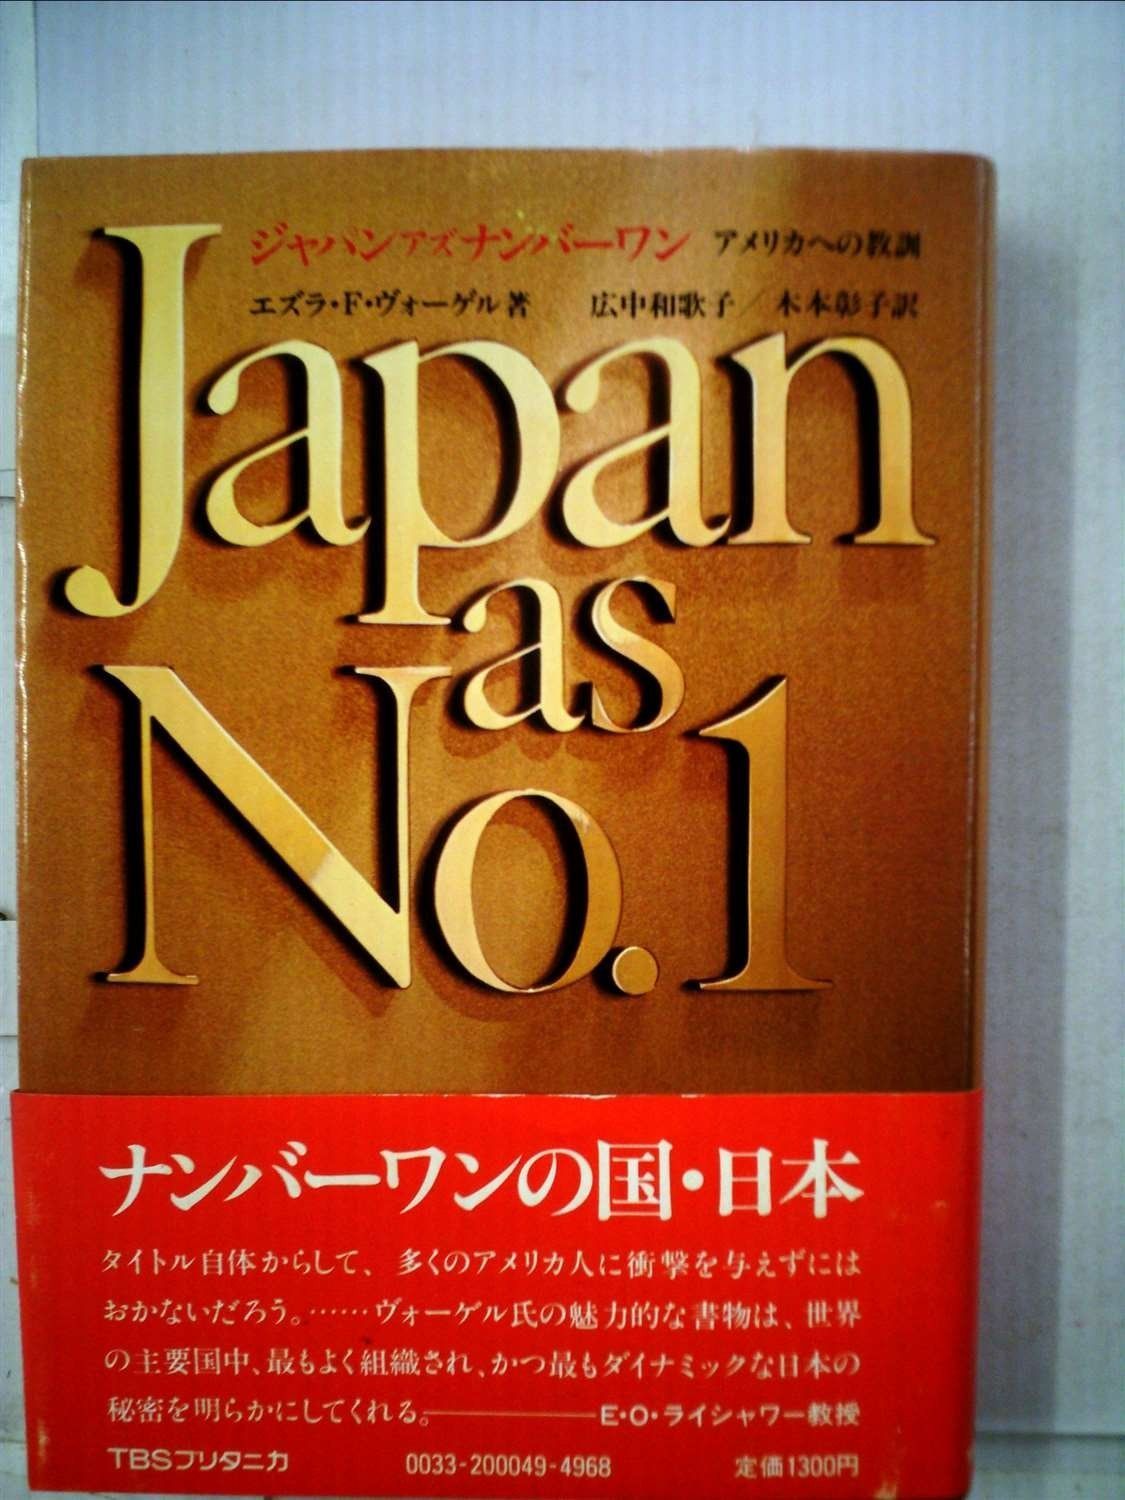 ジャパンアズナンバーワン アメリカへの教訓
エズラ・F・ヴォーゲル著 広中和歌子／木本彰子訳
Japan
as
No.1
ナンバーワンの国・日本
タイトル自体からして、多くのアメリカ人に衝撃を与えずには
おかないだろう。……ヴォーゲル氏の魅力的な書物は、世界
の主要国中、最もよく組織され、かつ最もダイナミックな日本の
秘密を明らかにしてくれる。――――E・O・ライシャワー教授
TBSブリタニカ 0033-200049-4968 定価1300円